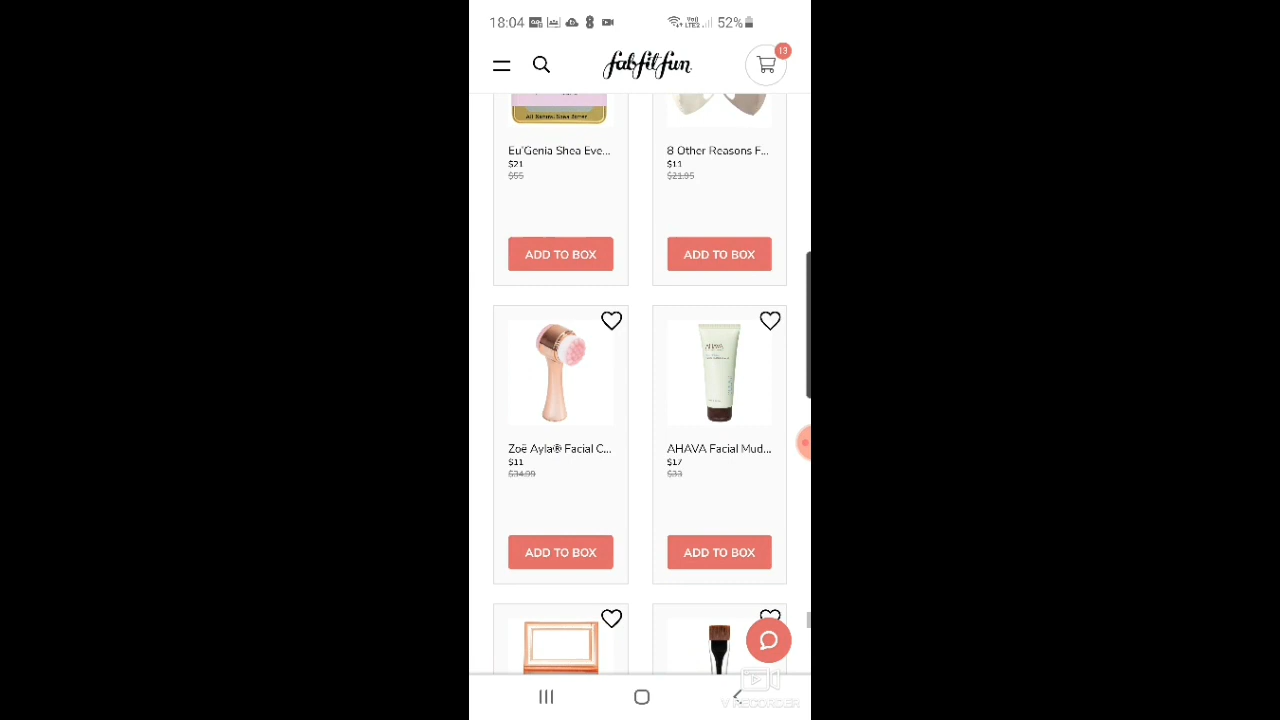 18:04 52%
fabfitfun 13
Eu'Genia Shea Eve...
$21
$55
ADD TO BOX
8 Other Reasons F...
$11
$21.95
ADD TO BOX
AHAVA
Zoë Ayla® Facial C...
$11
$34.99
ADD TO BOX
AHAVA Facial Mud...
$17
$33
ADD TO BOX
V RECORDER